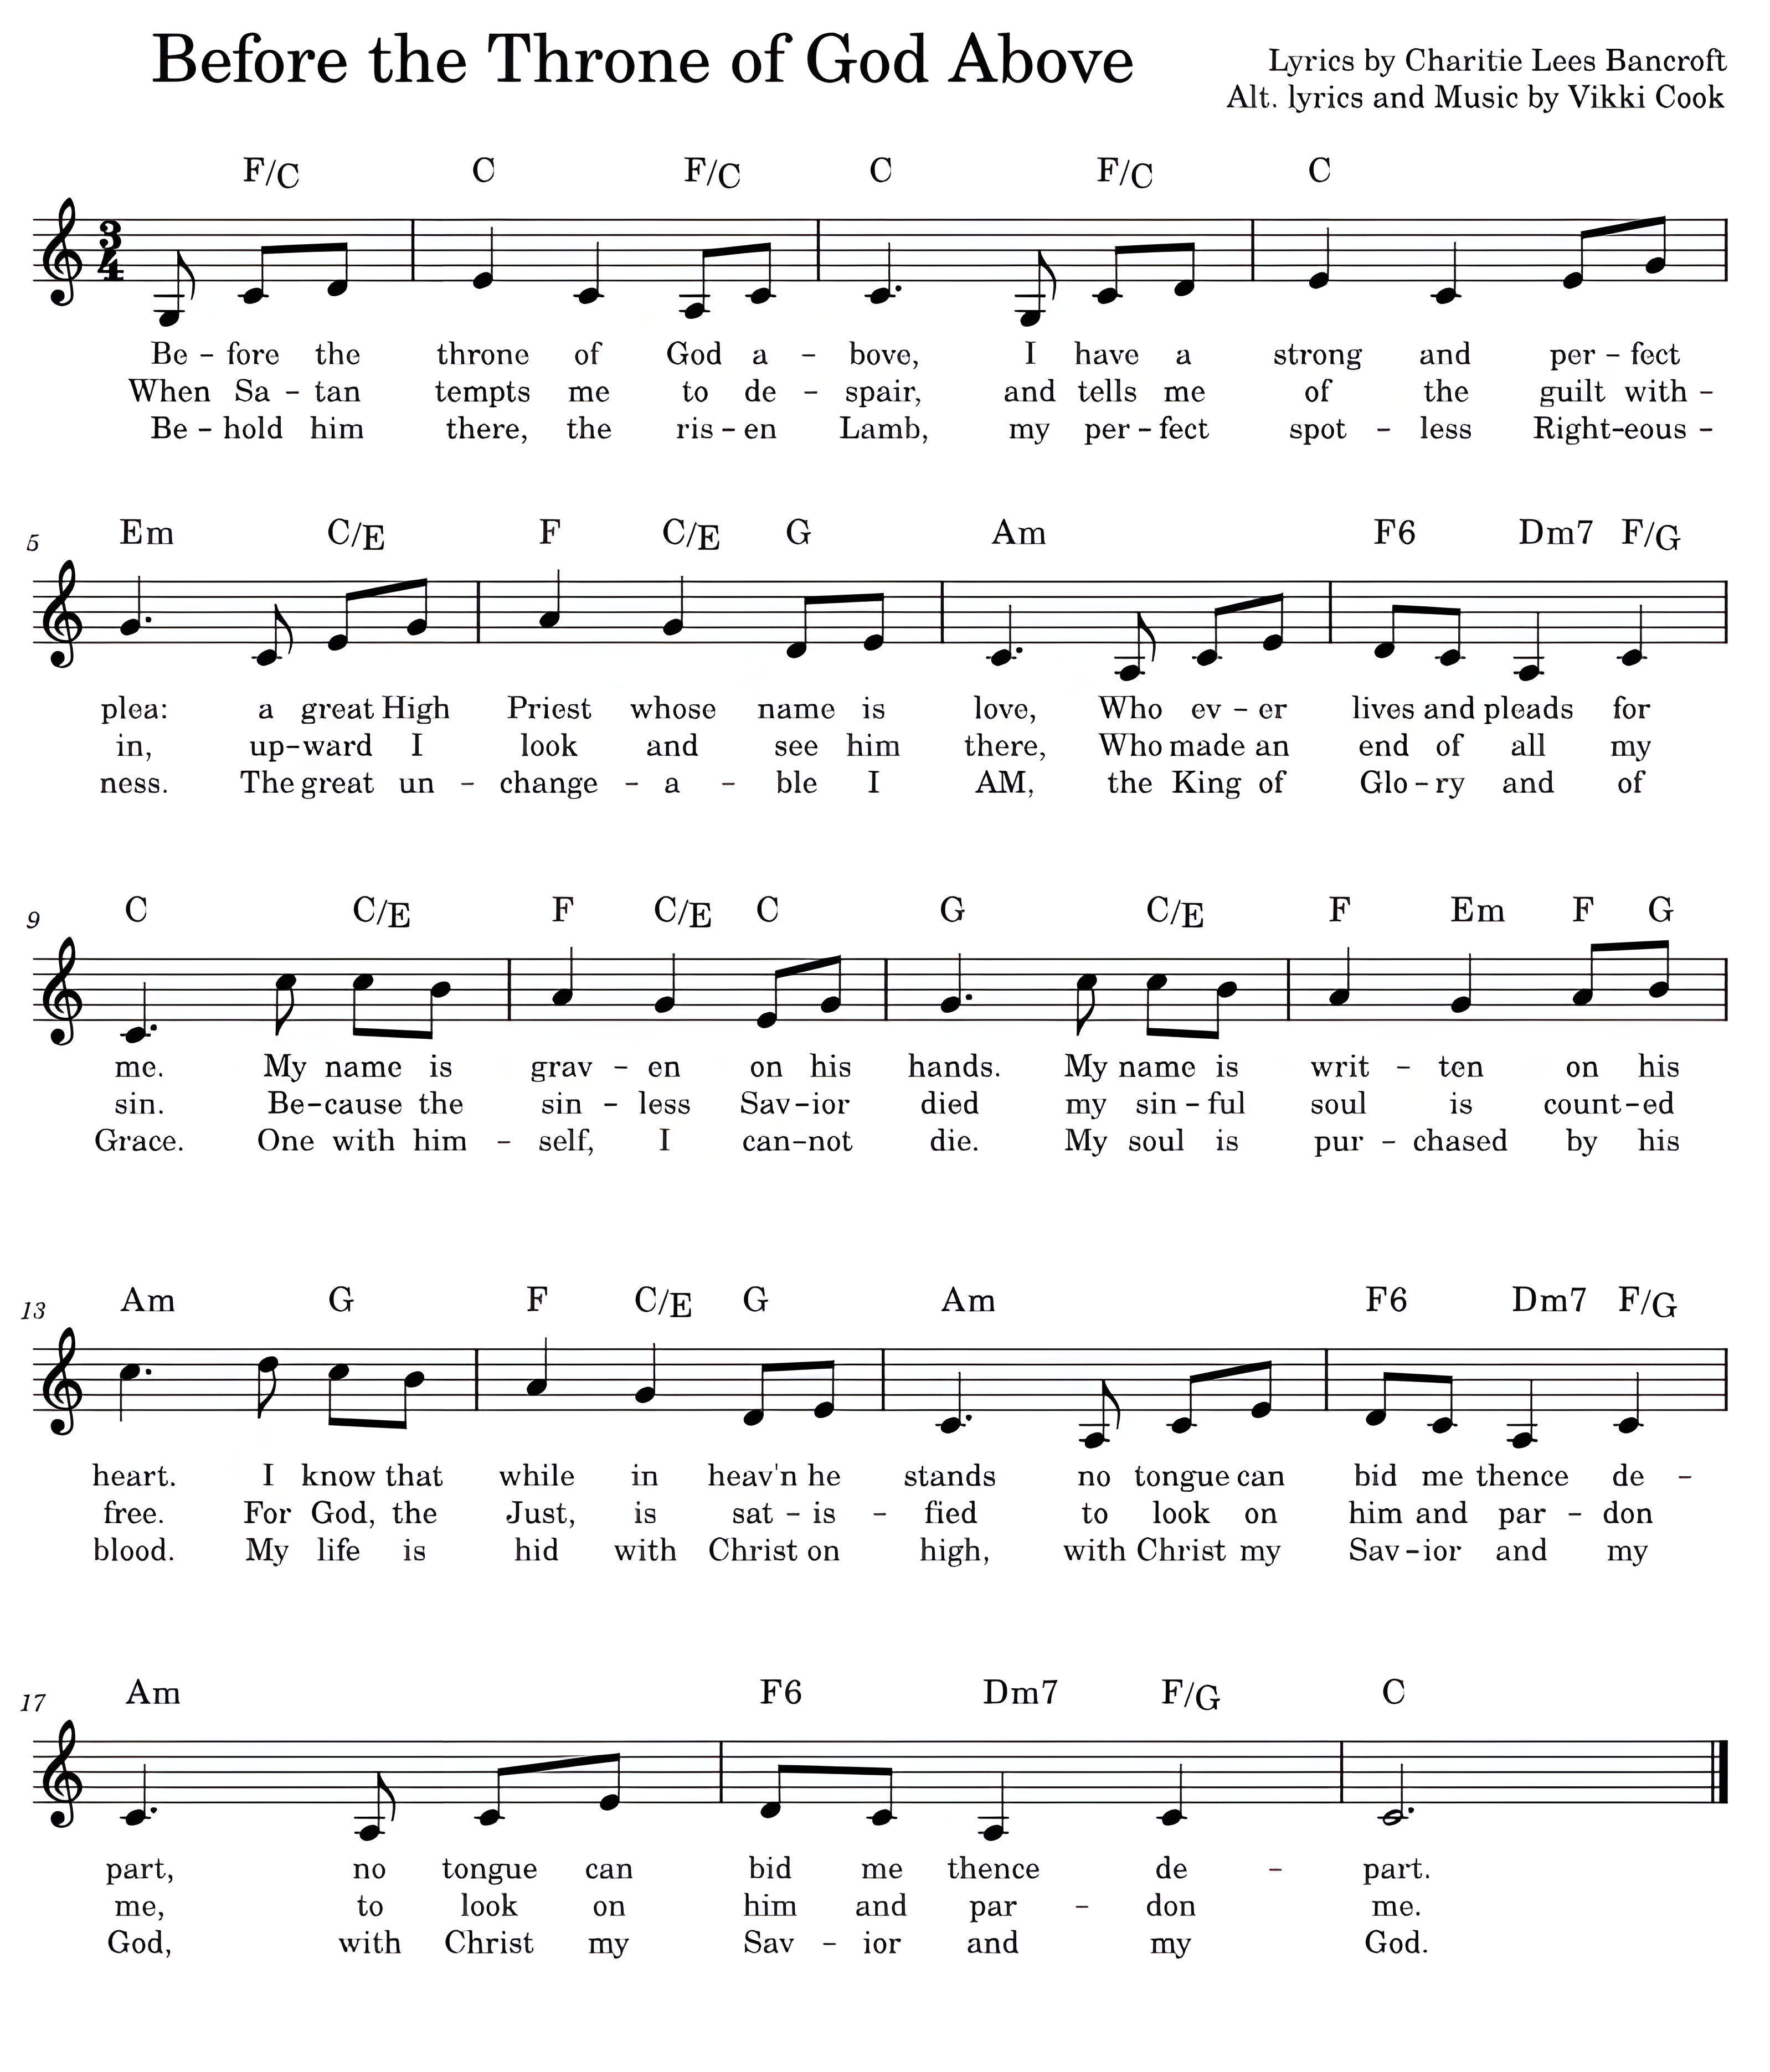 Before the Throne of God Above
Lyrics by Charitie Lees Bancroft
Alt. lyrics and Music by Vikki Cook
F/C C F/C C F/C C
3
4
Be - fore the throne of God a - bove, I have a strong and per - fect
When Sa - tan tempts me to de - spair, and tells me of the guilt with -
Be - hold him there, the ris - en Lamb, my per - fect spot - less Right-eous -
5 Em C/E F C/E G Am F6 Dm7 F/G
plea: a great High Priest whose name is love, Who ev - er lives and pleads for
in, up-ward I look and see him there, Who made an end of all my
ness. The great un - change - a - ble I AM, the King of Glo - ry and of
9 C C/E F C/E C G C/E F Em F G
me. My name is grav - en on his hands. My name is writ - ten on his
sin. Be-cause the sin - less Sav-ior died my sin - ful soul is count-ed
Grace. One with him - self, I can-not die. My soul is pur - chased by his
13 Am G F C/E G Am F6 Dm7 F/G
heart. I know that while in heav'n he stands no tongue can bid me thence de -
free. For God, the Just, is sat - is - fied to look on him and par - don
blood. My life is hid with Christ on high, with Christ my Sav-ior and my
17 Am F6 Dm7 F/G C
part, no tongue can bid me thence de - part.
me, to look on him and par - don me.
God, with Christ my Sav - ior and my God.